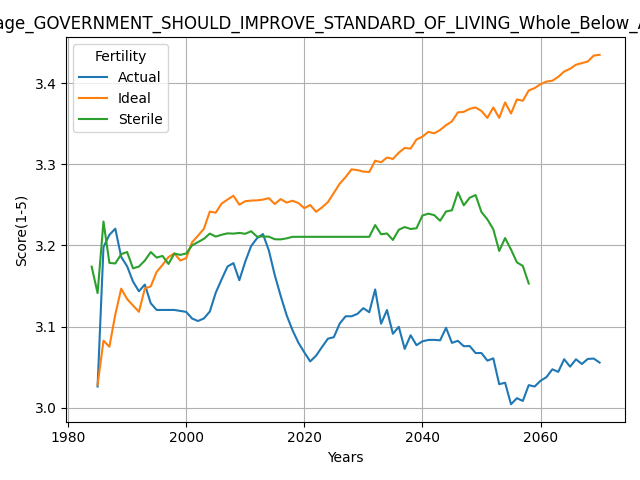 age_GOVERNMENT_SHOULD_IMPROVE_STANDARD_OF_LIVING_Whole_Below_A
Fertility
Actual
Ideal
Sterile
Score(1-5)
3.4
3.3
3.2
3.1
3.0
1980
2000
2020
2040
2060
Years